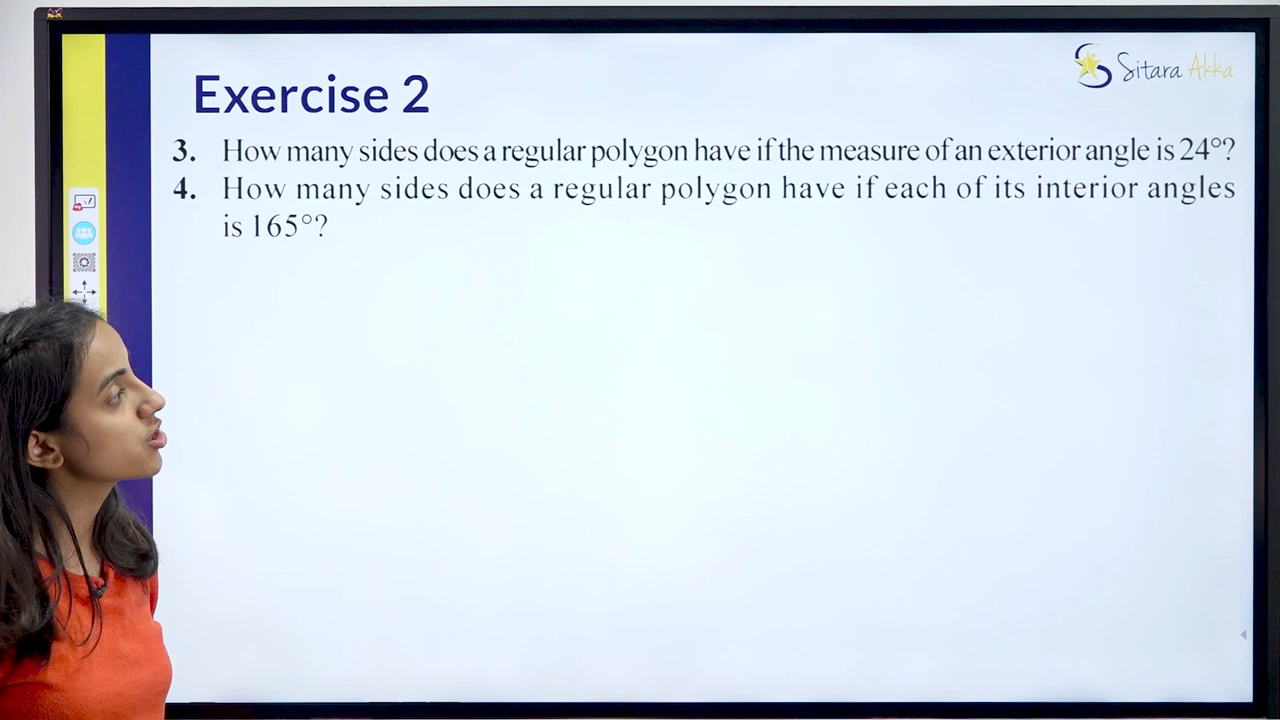 Sitara Akka
Exercise 2
3. How many sides does a regular polygon have if the measure of an exterior angle is 24°?
4. How many sides does a regular polygon have if each of its interior angles
is 165°?